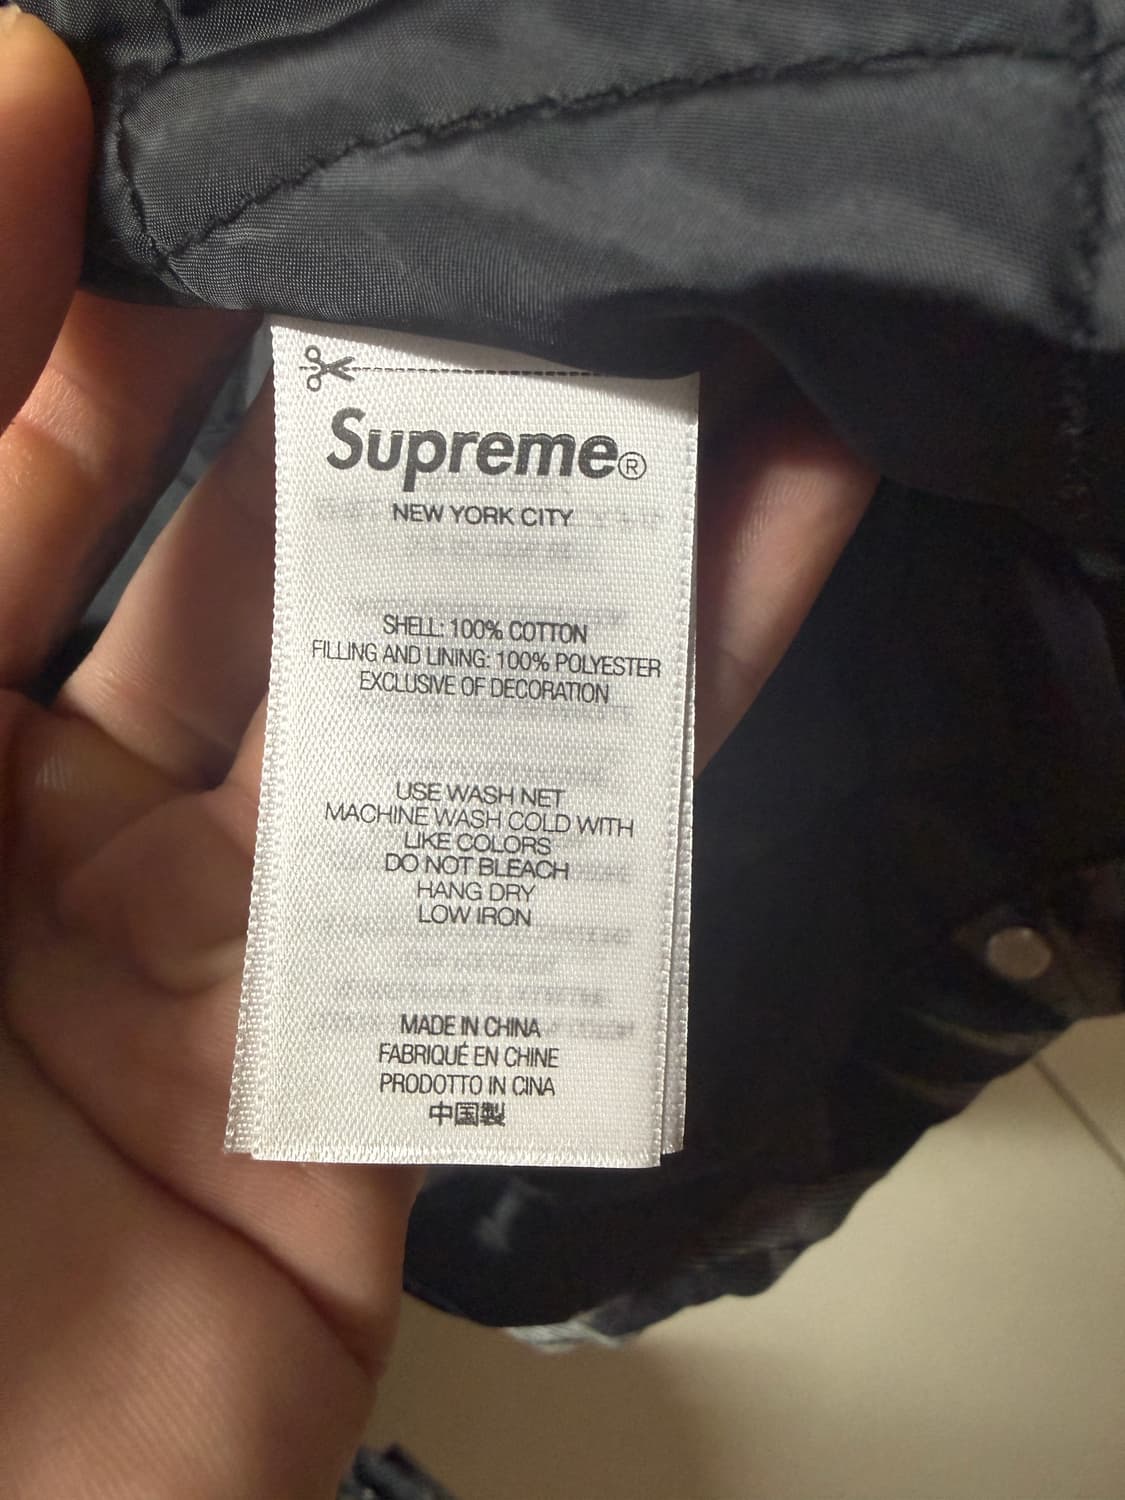 Supreme®
NEW YORK CITY
SHELL: 100% COTTON
FILLING AND LINING: 100% POLYESTER
EXCLUSIVE OF DECORATION
USE WASH NET
MACHINE WASH COLD WITH
LIKE COLORS
DO NOT BLEACH
HANG DRY
LOW IRON
MADE IN CHINA
FABRIQUÉ EN CHINE
PRODOTTO IN CINA
中国製